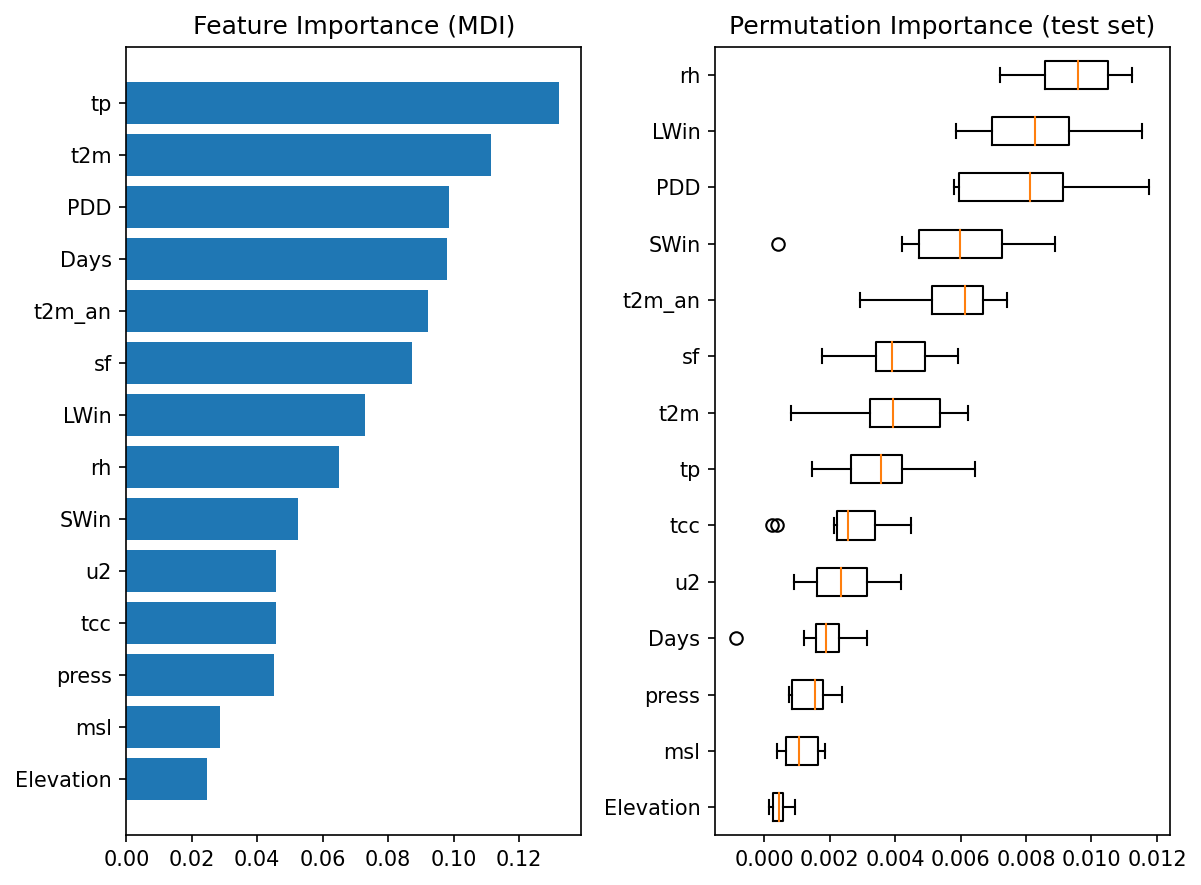 Feature Importance (MDI)
tp
t2m
PDD
Days
t2m_an
sf
LWin
rh
SWin
u2
tcc
press
msl
Elevation
0.00 0.02 0.04 0.06 0.08 0.10 0.12
Permutation Importance (test set)
rh
LWin
PDD
SWin
t2m_an
sf
t2m
tp
tcc
u2
Days
press
msl
Elevation
0.000 0.002 0.004 0.006 0.008 0.010 0.012